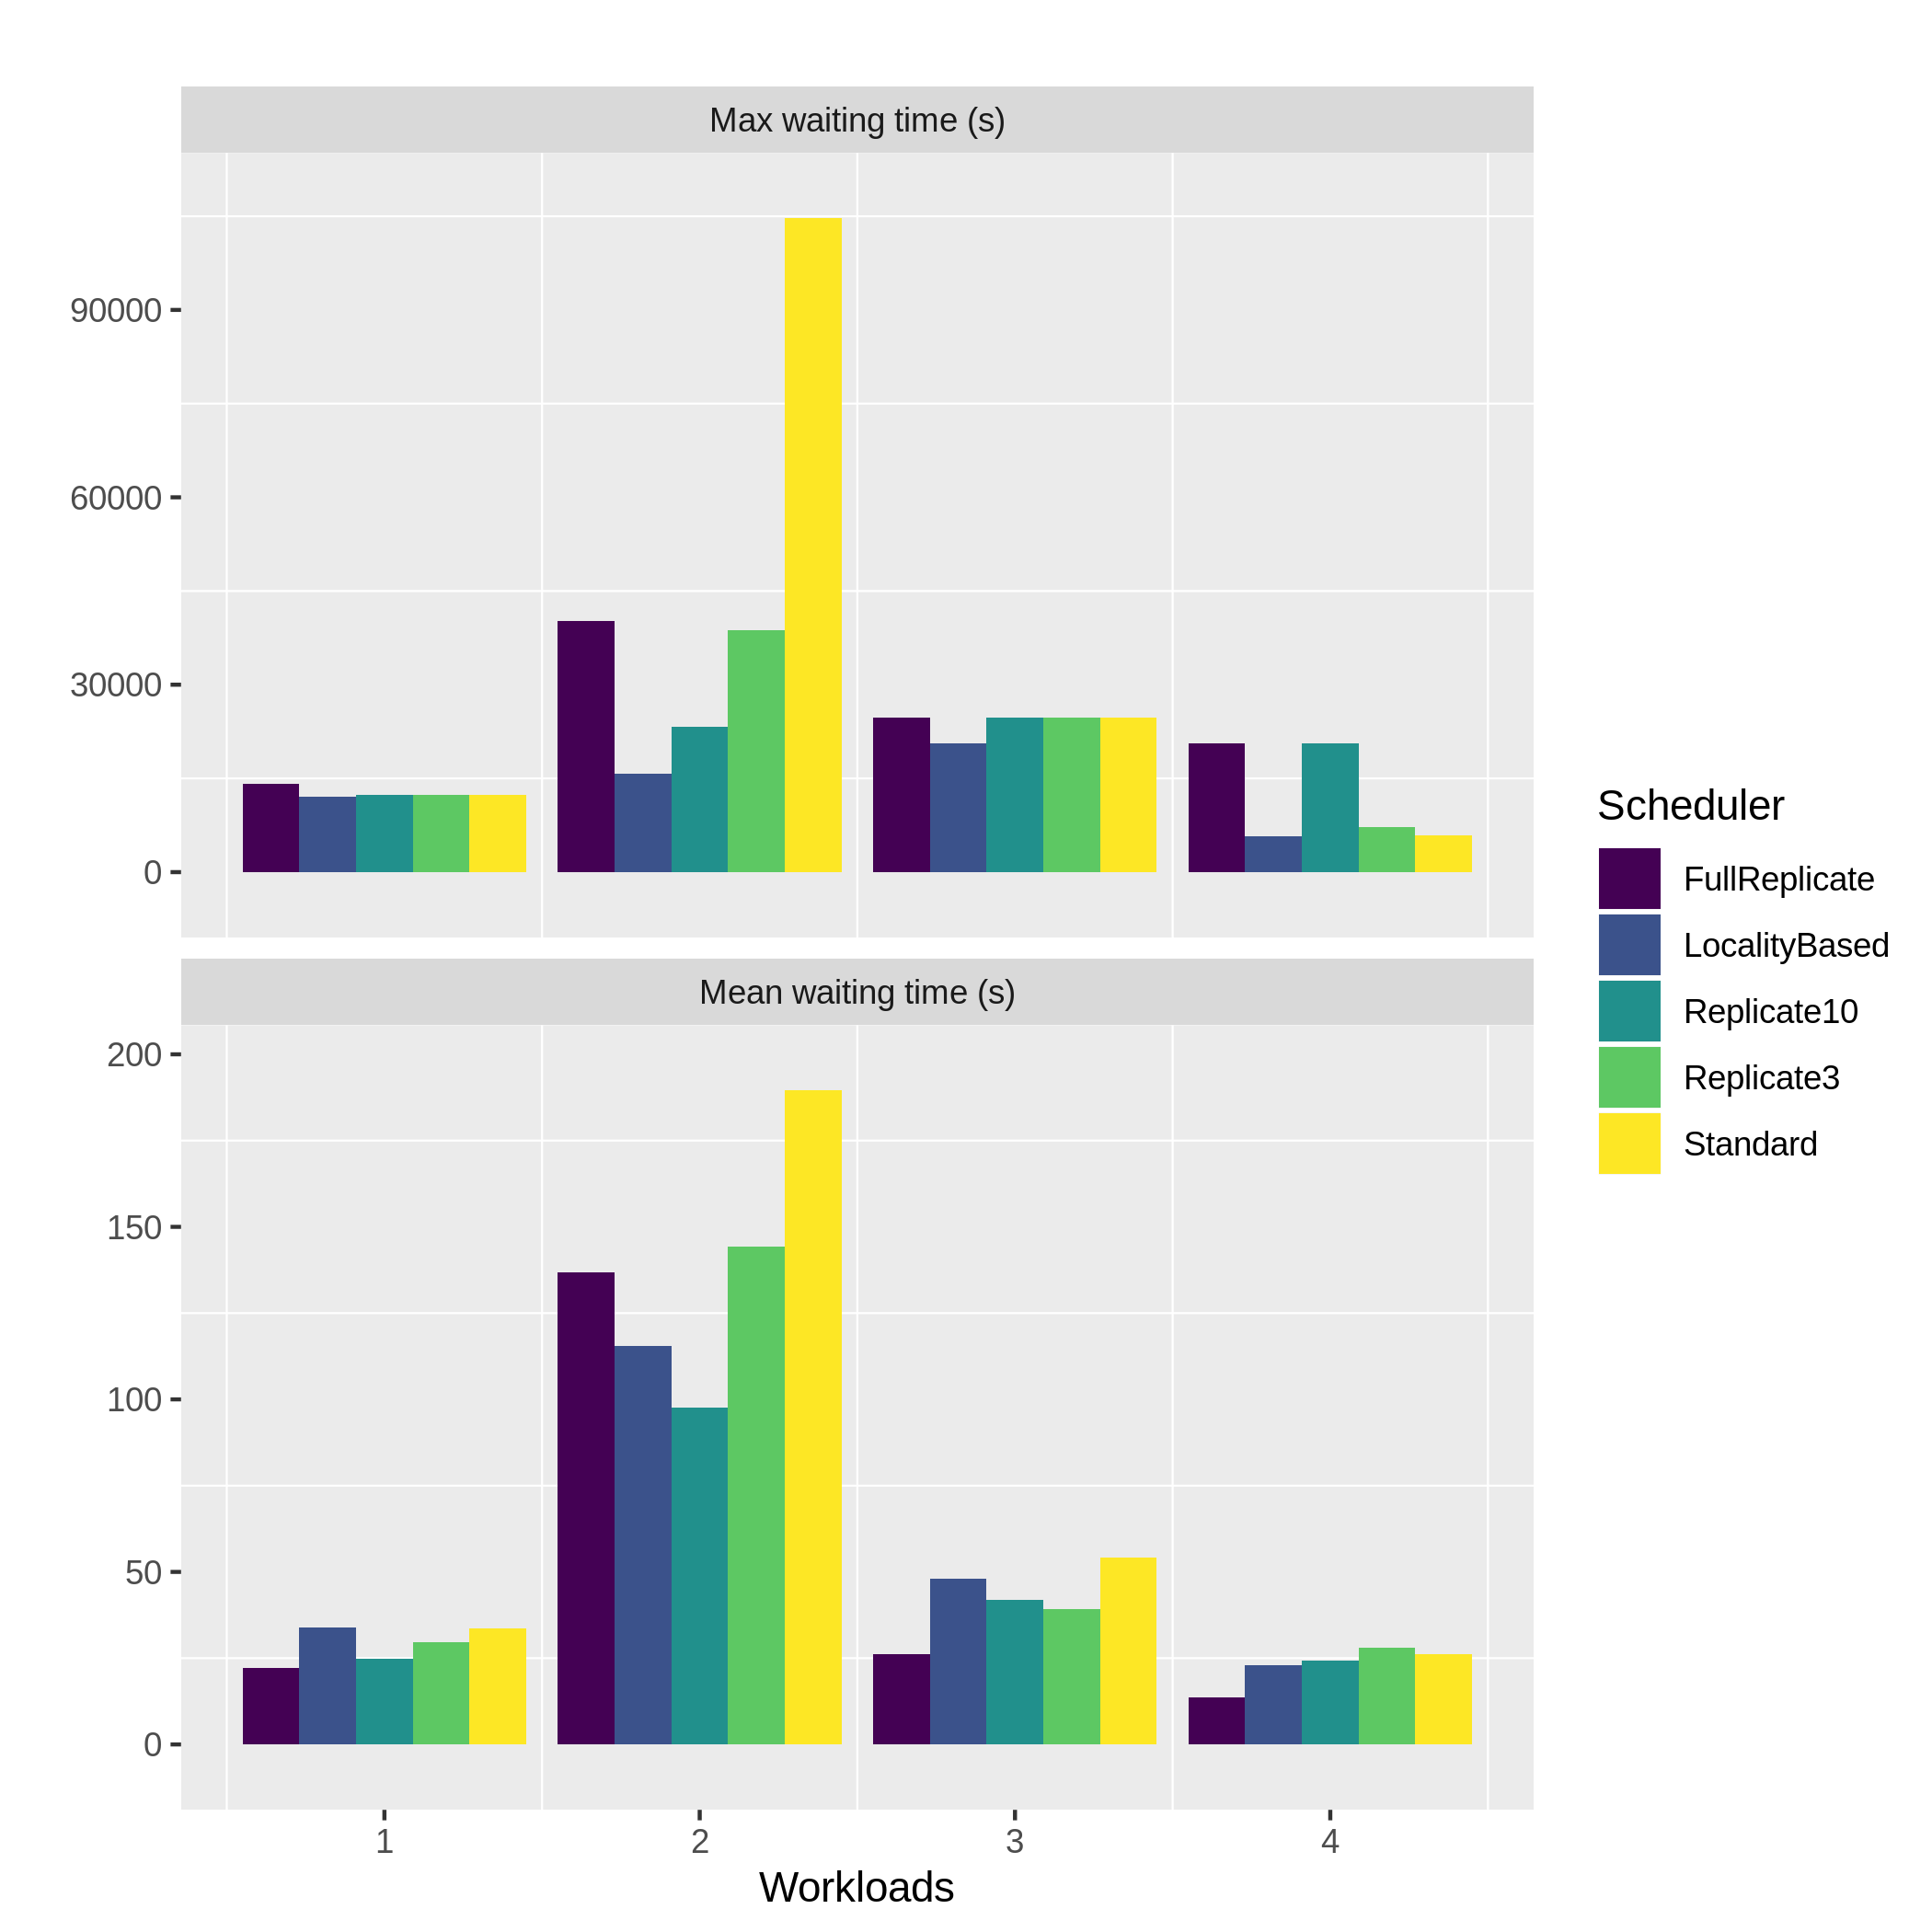 Max waiting time (s)
90000
60000
30000
0
Mean waiting time (s)
200
150
100
50
0
1 2 3 4
Workloads
Scheduler
FullReplicate
LocalityBased
Replicate10
Replicate3
Standard